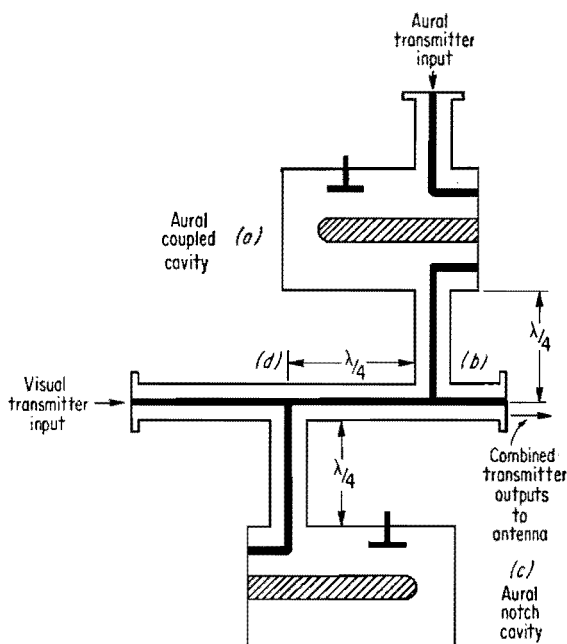 Aural
transmitter
input
Aural
coupled
cavity
(a)
λ/4
(d)
λ/4
(b)
Visual
transmitter
input
λ/4
Combined
transmitter
outputs
to
antenna
(c)
Aural
notch
cavity